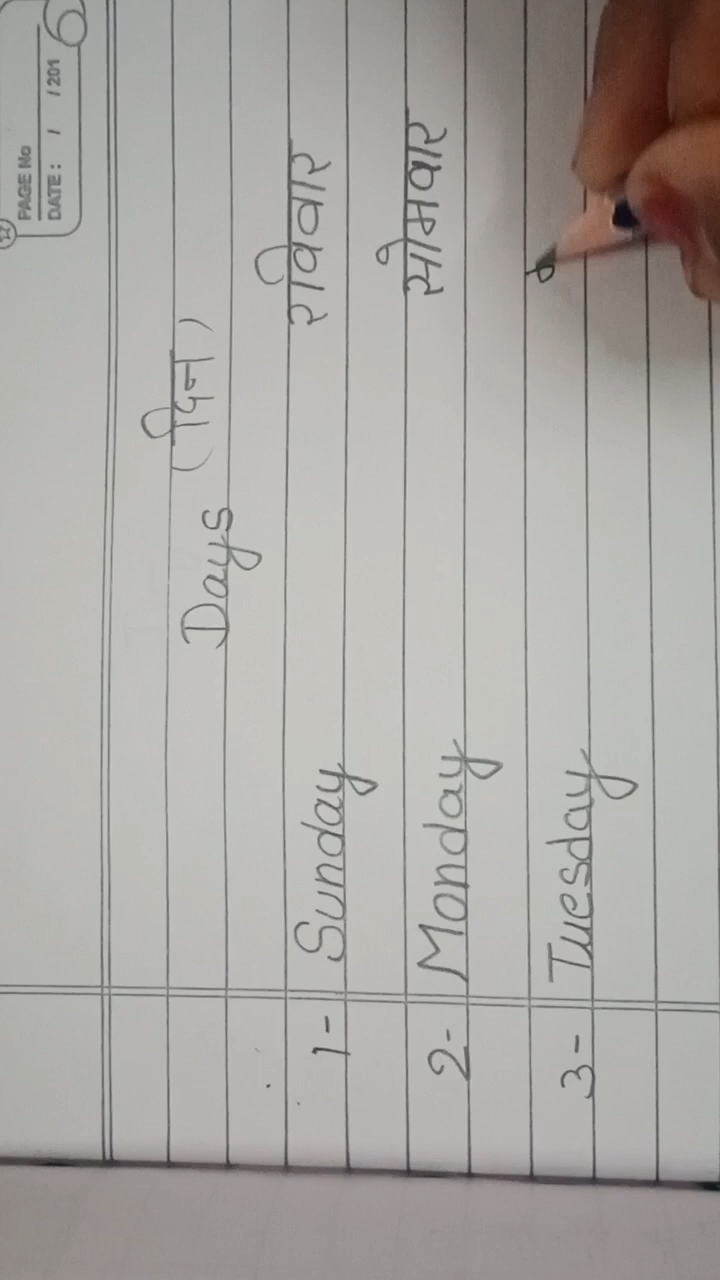 PAGE No
DATE: / / 201
Days (दिन)
1- Sunday रविवार
2- Monday सोमवार
3- Tuesday